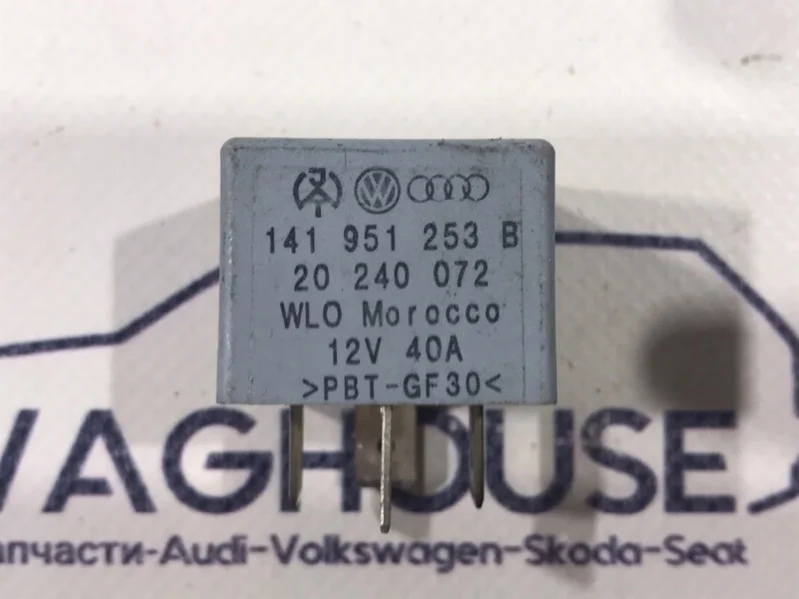 141 951 253 B
20 240 072
WLO Morocco
12V 40A
>PBT-GF30<
VAGHOUSE
апчасти-Audi-Volkswagen-Skoda-Seat